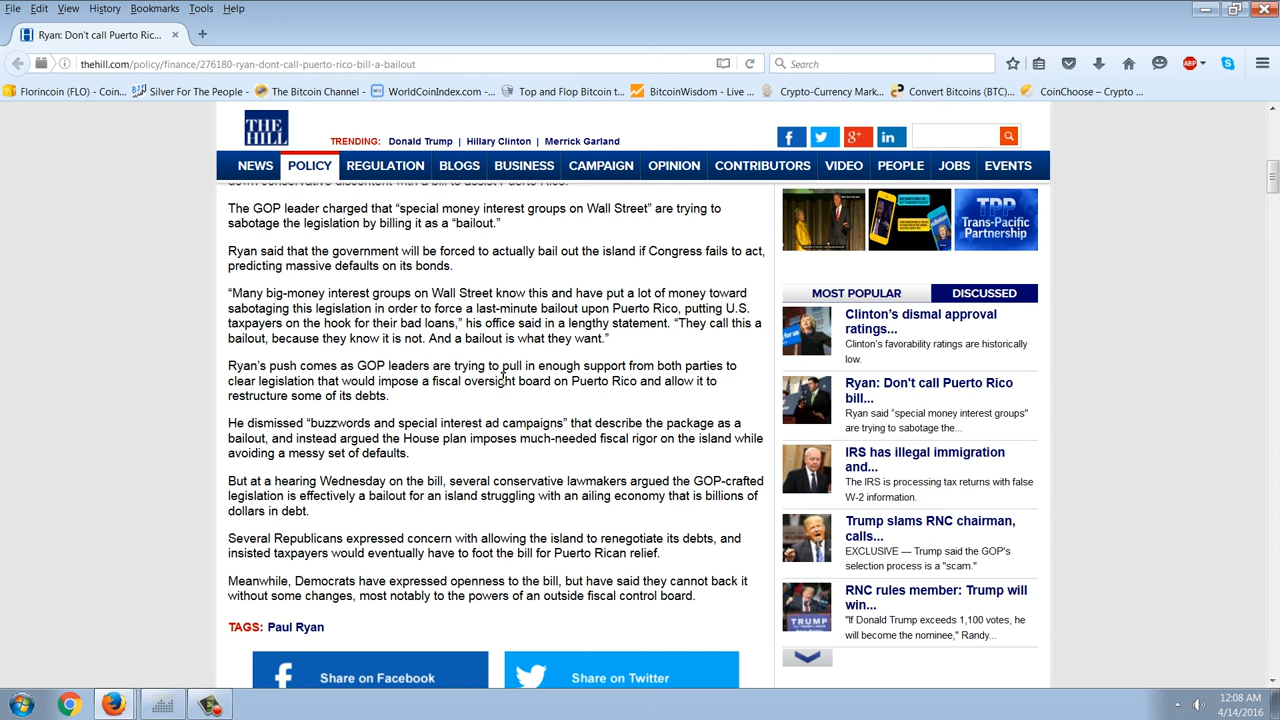 File Edit View History Bookmarks Tools Help
Ryan: Don't call Puerto Ric...
thehill.com/policy/finance/276180-ryan-dont-call-puerto-rico-bill-a-bailout
Search
ABP
Florincoin (FLO) - Coin...
Silver For The People -
The Bitcoin Channel -
WorldCoinIndex.com -...
Top and Flop Bitcoin t...
BitcoinWisdom - Live ...
Crypto-Currency Mark...
Convert Bitcoins (BTC)...
CoinChoose – Crypto ...
THE HILL
TRENDING: Donald Trump | Hillary Clinton | Merrick Garland
NEWS POLICY REGULATION BLOGS BUSINESS CAMPAIGN OPINION CONTRIBUTORS VIDEO PEOPLE JOBS EVENTS
down conservative discontent with a bill to assist Puerto Rico.
The GOP leader charged that “special money interest groups on Wall Street” are trying to
sabotage the legislation by billing it as a “bailout.”
Ryan said that the government will be forced to actually bail out the island if Congress fails to act,
predicting massive defaults on its bonds.
“Many big-money interest groups on Wall Street know this and have put a lot of money toward
sabotaging this legislation in order to force a last-minute bailout upon Puerto Rico, putting U.S.
taxpayers on the hook for their bad loans,” his office said in a lengthy statement. “They call this a
bailout, because they know it is not. And a bailout is what they want.”
Ryan’s push comes as GOP leaders are trying to pull in enough support from both parties to
clear legislation that would impose a fiscal oversight board on Puerto Rico and allow it to
restructure some of its debts.
He dismissed “buzzwords and special interest ad campaigns” that describe the package as a
bailout, and instead argued the House plan imposes much-needed fiscal rigor on the island while
avoiding a messy set of defaults.
But at a hearing Wednesday on the bill, several conservative lawmakers argued the GOP-crafted
legislation is effectively a bailout for an island struggling with an ailing economy that is billions of
dollars in debt.
Several Republicans expressed concern with allowing the island to renegotiate its debts, and
insisted taxpayers would eventually have to foot the bill for Puerto Rican relief.
Meanwhile, Democrats have expressed openness to the bill, but have said they cannot back it
without some changes, most notably to the powers of an outside fiscal control board.
TAGS: Paul Ryan
Share on Facebook
Share on Twitter
TPP
Trans-Pacific
Partnership
MOST POPULAR
DISCUSSED
Clinton’s dismal approval
ratings...
Clinton’s favorability ratings are historically
low.
Ryan: Don't call Puerto Rico
bill...
Ryan said “special money interest groups”
are trying to sabotage the...
IRS has illegal immigration
and...
The IRS is processing tax returns with false
W-2 information.
Trump slams RNC chairman,
calls...
EXCLUSIVE — Trump said the GOP's
selection process is a "scam."
RNC rules member: Trump will
win...
"If Donald Trump exceeds 1,100 votes, he
will become the nominee," Randy...
TRUMP
12:08 AM
4/14/2016